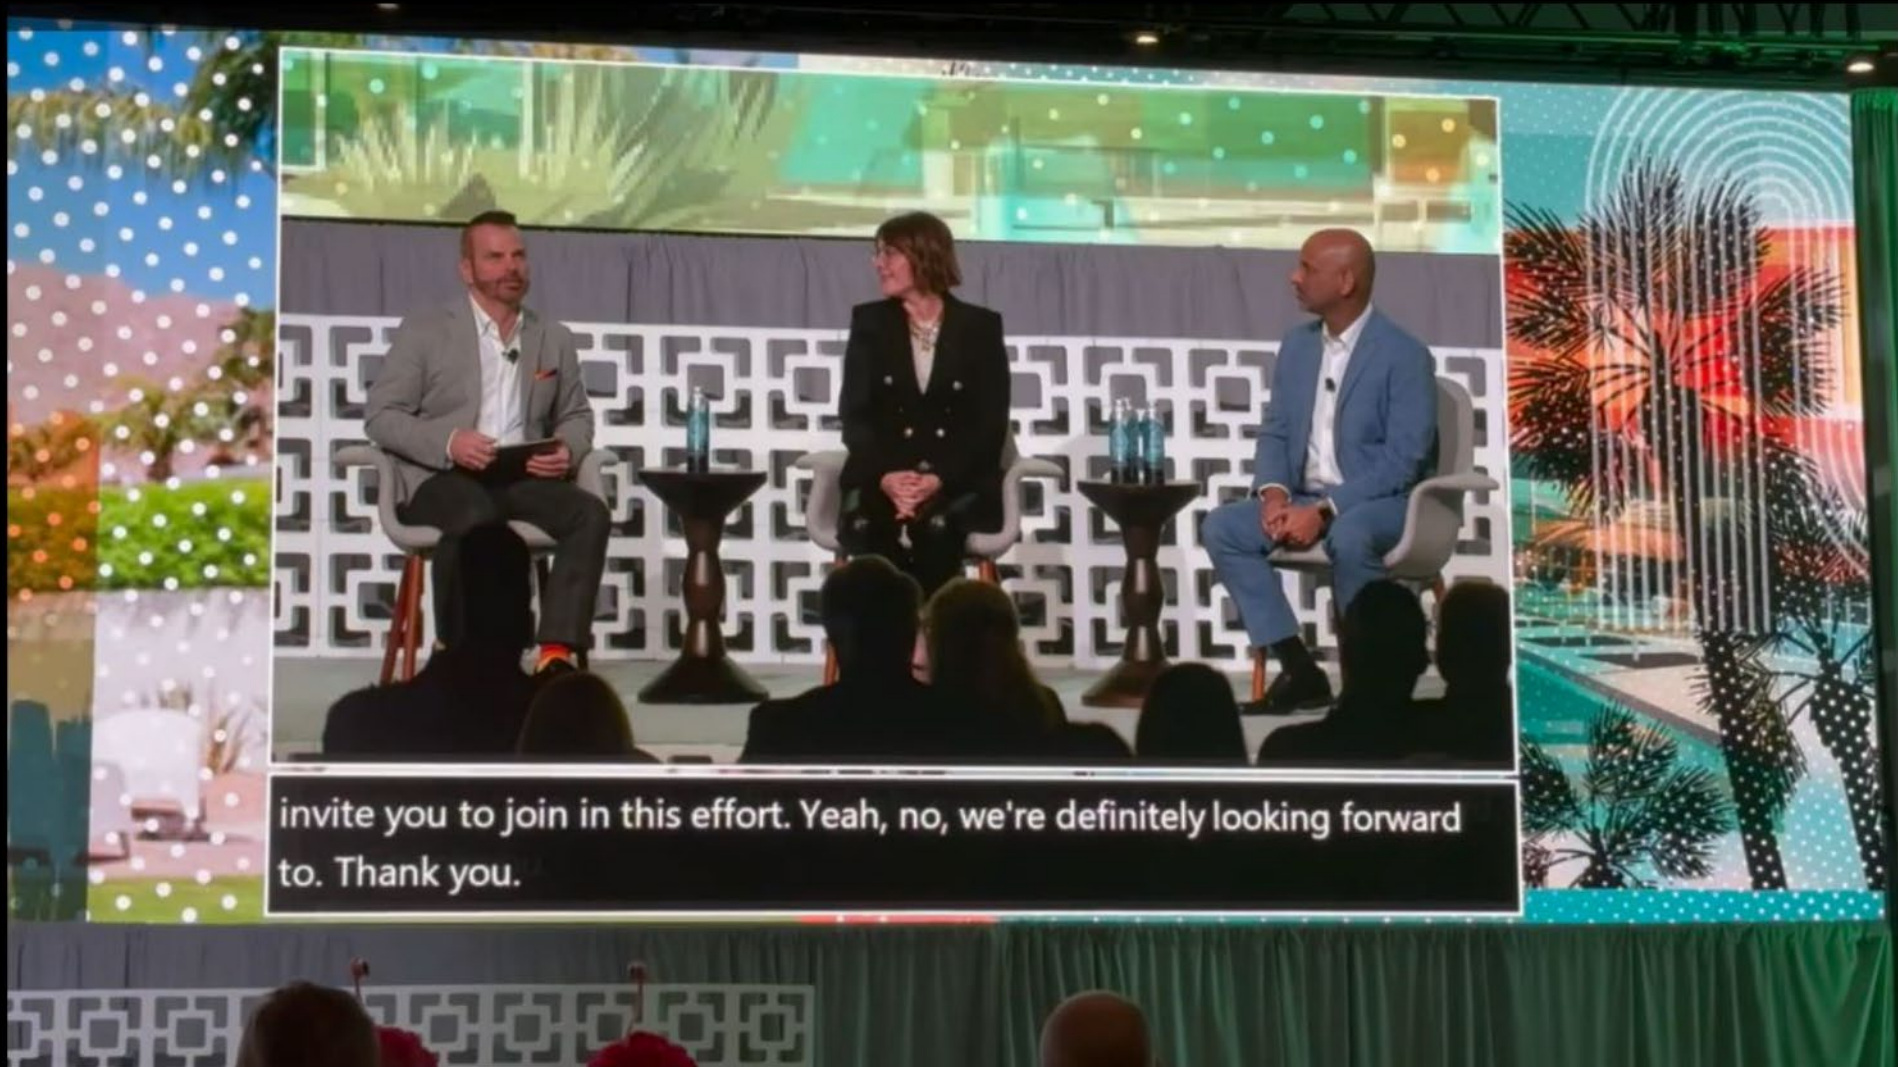 invite you to join in this effort. Yeah, no, we're definitely looking forward
to. Thank you.